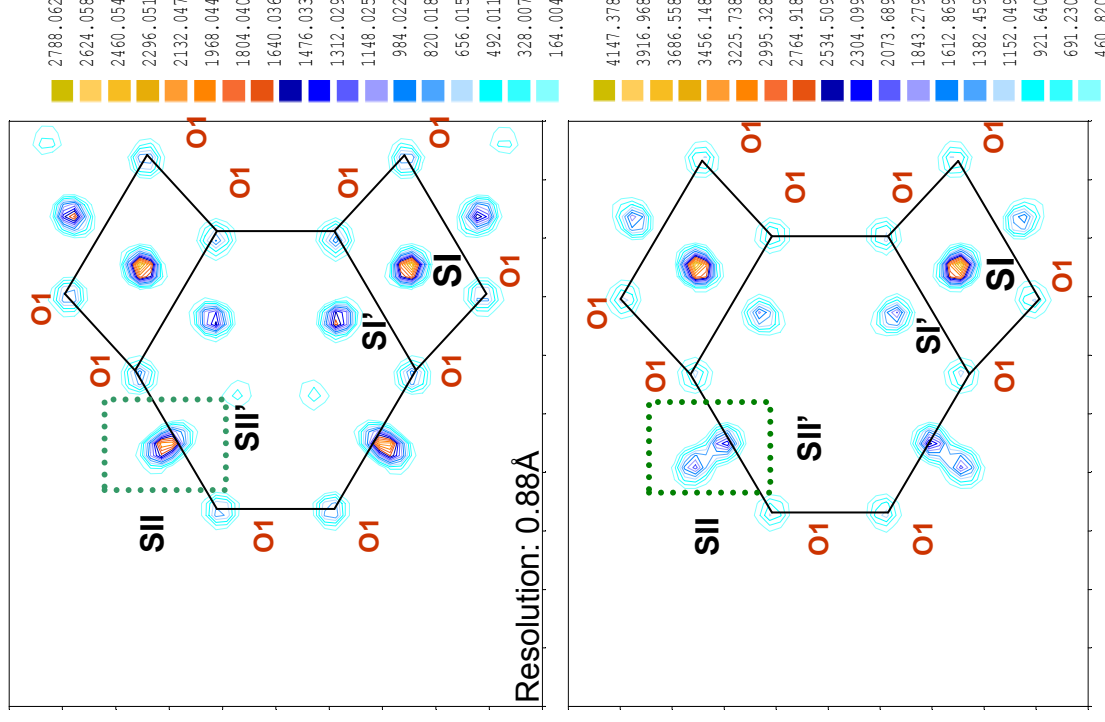 2788.062
2624.058
2460.054
2296.051
2132.047
1968.044
1804.040
1640.036
1476.033
1312.029
1148.025
984.022
820.018
656.015
492.011
328.007
164.004
O1
O1
O1
O1
SI
O1
O1
SI'
O1
O1
SII'
SII
O1
O1
Resolution: 0.88Å
4147.378
3916.968
3686.558
3456.148
3225.738
2995.328
2764.918
2534.509
2304.099
2073.689
1843.279
1612.869
1382.459
1152.049
921.640
691.230
460.820
O1
O1
O1
O1
SI
O1
O1
SI'
O1
O1
SII'
SII
O1
O1